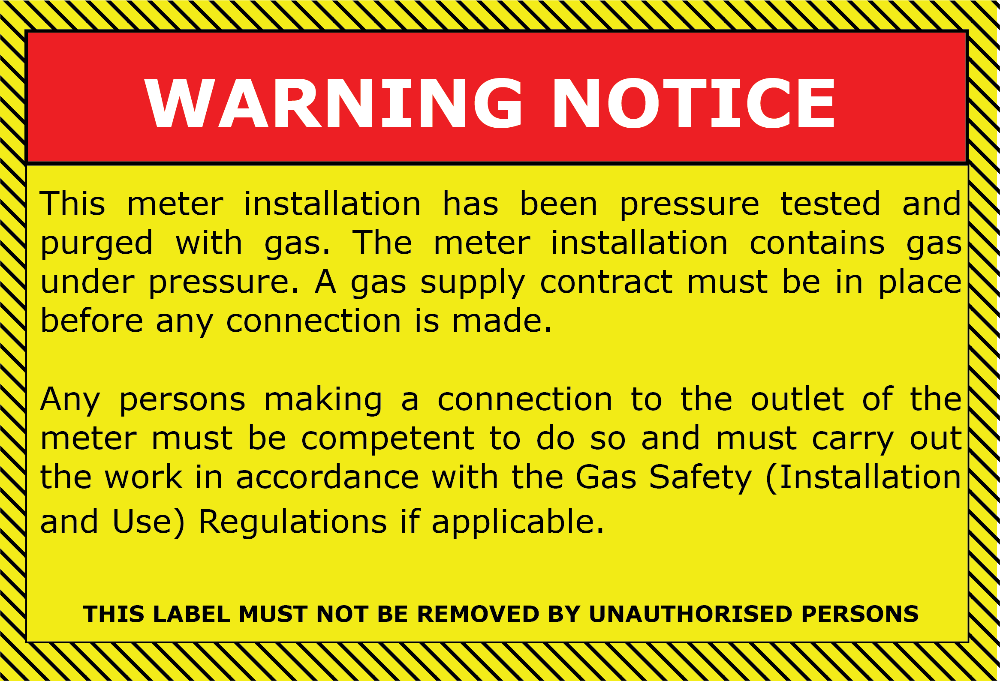 WARNING NOTICE
This meter installation has been pressure tested and
purged with gas. The meter installation contains gas
under pressure. A gas supply contract must be in place
before any connection is made.
Any persons making a connection to the outlet of the
meter must be competent to do so and must carry out
the work in accordance with the Gas Safety (Installation
and Use) Regulations if applicable.
THIS LABEL MUST NOT BE REMOVED BY UNAUTHORISED PERSONS